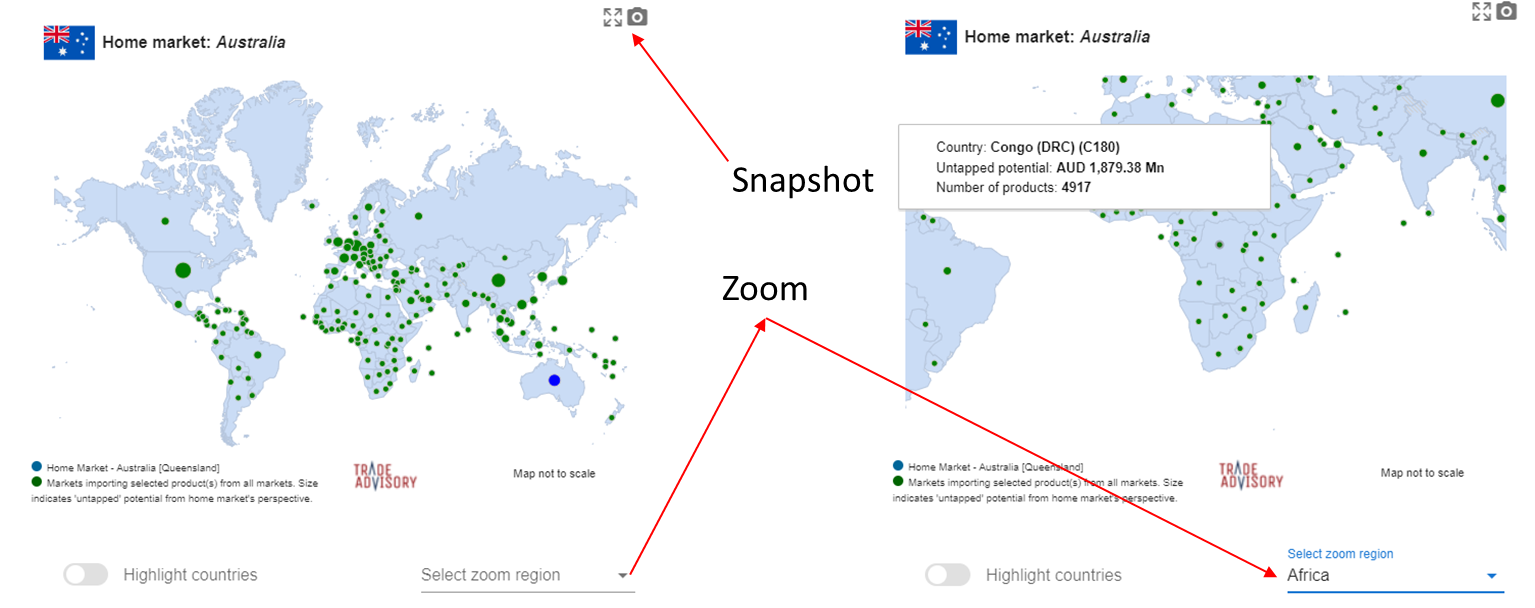 Home market: Australia
Snapshot
Zoom
Home Market - Australia [Queensland]
Markets importing selected product(s) from all markets. Size
indicates 'untapped' potential from home market's perspective.
TRADE
ADVISORY
Map not to scale
Highlight countries
Select zoom region
Home market: Australia
Country: Congo (DRC) (C180)
Untapped potential: AUD 1,879.38 Mn
Number of products: 4917
Home Market - Australia [Queensland]
Markets importing selected product(s) from all markets. Size
indicates 'untapped' potential from home market's perspective.
TRADE
ADVISORY
Map not to scale
Highlight countries
Select zoom region
Africa